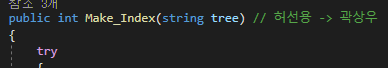 참조 3개
public int Make_Index(string tree) // 허선용 -> 곽상우
{
try
{